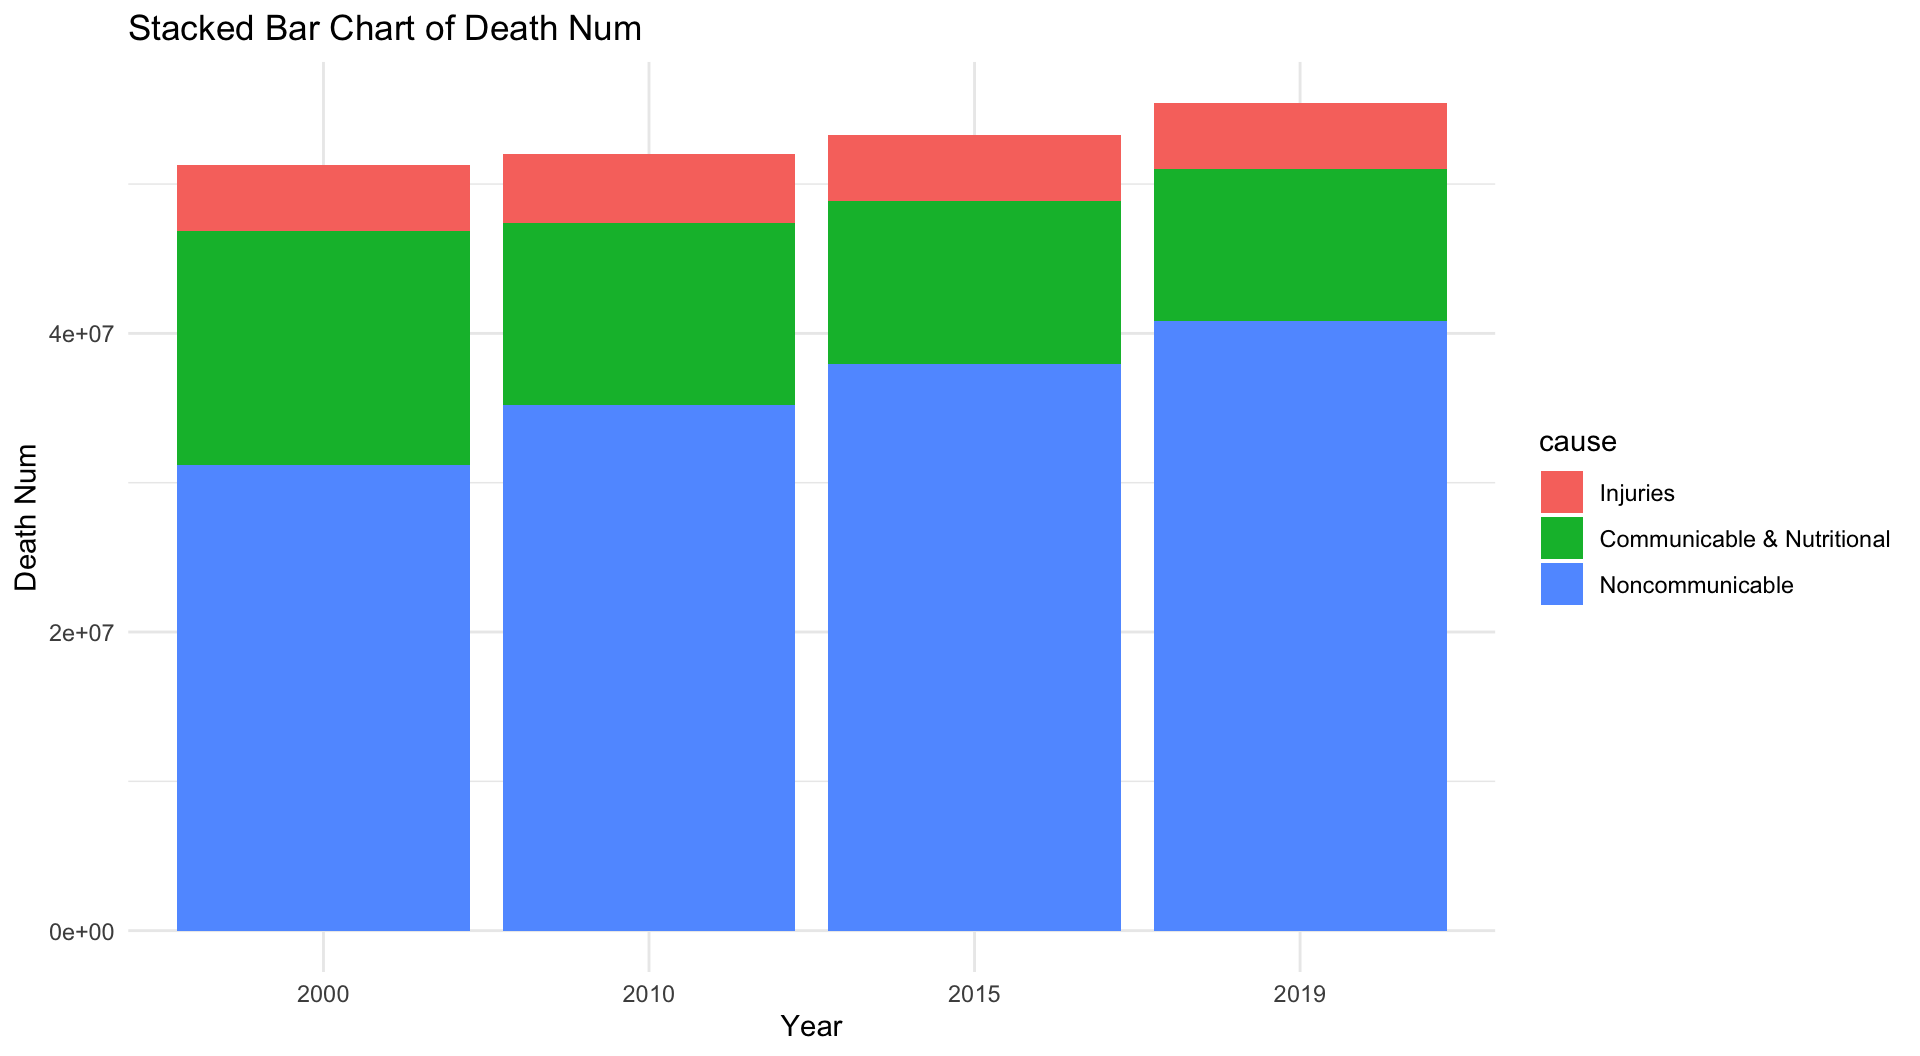 Stacked Bar Chart of Death Num
Death Num
4e+07
2e+07
0e+00
2000
2010
2015
2019
Year
cause
Injuries
Communicable & Nutritional
Noncommunicable